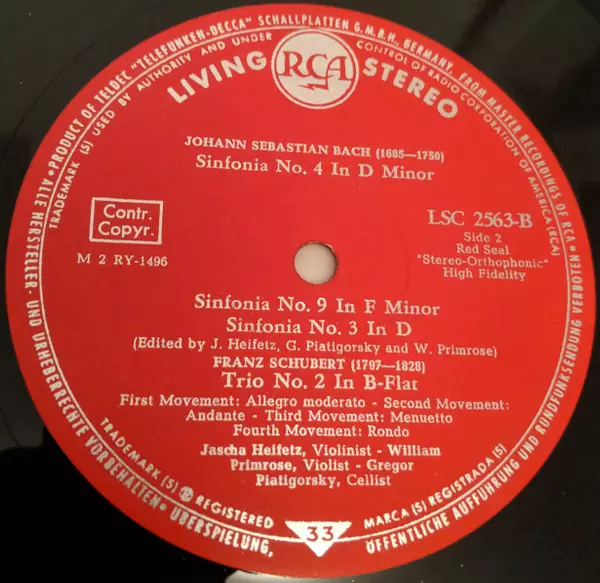 PRODUCT OF TELDEC "TELEFUNKEN-DECCA" SCHALLPLATTEN G.M.B.H., GERMANY, FROM MASTER RECORDINGS OF RCA
TRADEMARK (S) USED BY AUTHORITY AND UNDER CONTROL OF RADIO CORPORATION OF AMERICA (RCA)
LIVING RCA STEREO
JOHANN SEBASTIAN BACH (1685—1750)
Sinfonia No. 4 In D Minor
Contr.
Copyr.
M 2 RY-1496
LSC 2563-B
Side 2
Red Seal
"Stereo-Orthophonic"
High Fidelity
Sinfonia No. 9 In F Minor
Sinfonia No. 3 In D
(Edited by J. Heifetz, G. Piatigorsky and W. Primrose)
FRANZ SCHUBERT (1797—1828)
Trio No. 2 In B-Flat
First Movement: Allegro moderato - Second Movement:
Andante - Third Movement: Menuetto
Fourth Movement: Rondo
Jascha Heifetz, Violinist - William
Primrose, Violist - Gregor
Piatigorsky, Cellist
TRADEMARK (S) ® REGISTERED
MARCA (S) REGISTRADA (S)
33
ALLE HERSTELLER- UND URHEBERRECHTE VORBEHALTEN • ÜBERSPIELUNG, ÖFFENTLICHE AUFFÜHRUNG UND RUNDFUNKSENDUNG VERBOTEN